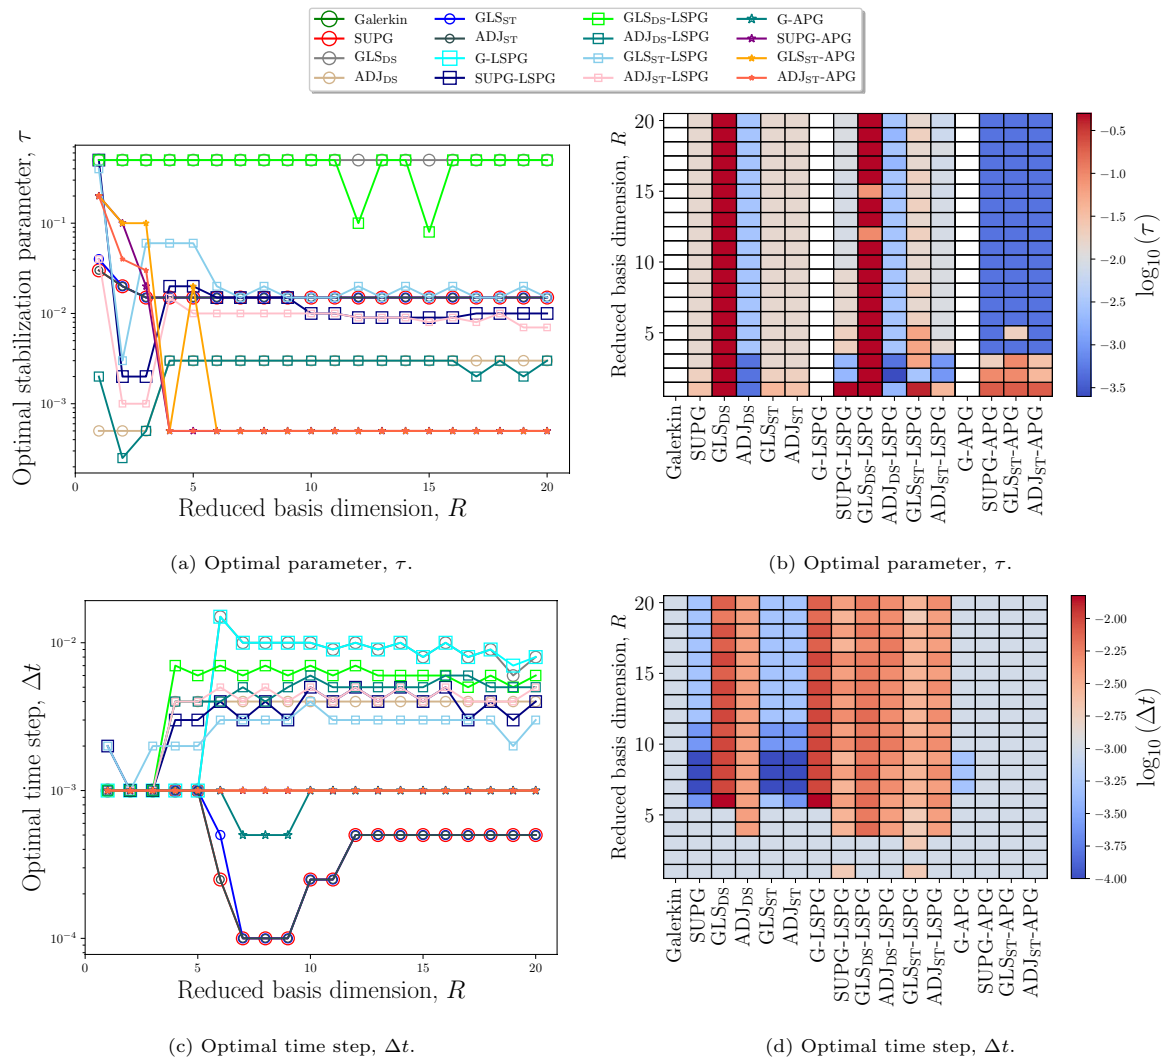 Galerkin
SUPG
GLS_DS
ADJ_DS
GLS_ST
ADJ_ST
G-LSPG
SUPG-LSPG
GLS_DS-LSPG
ADJ_DS-LSPG
GLS_ST-LSPG
ADJ_ST-LSPG
G-APG
SUPG-APG
GLS_ST-APG
ADJ_ST-APG
Optimal stabilization parameter, τ
10^−1
10^−2
10^−3
0 5 10 15 20
Reduced basis dimension, R
(a) Optimal parameter, τ.
Reduced basis dimension, R
20
15
10
5
Galerkin
SUPG
GLS_DS
ADJ_DS
GLS_ST
ADJ_ST
G-LSPG
SUPG-LSPG
GLS_DS-LSPG
ADJ_DS-LSPG
GLS_ST-LSPG
ADJ_ST-LSPG
G-APG
SUPG-APG
GLS_ST-APG
ADJ_ST-APG
−0.5
−1.0
−1.5
−2.0
−2.5
−3.0
−3.5
log_10(τ)
(b) Optimal parameter, τ.
Optimal time step, Δt
10^−2
10^−3
10^−4
0 5 10 15 20
Reduced basis dimension, R
(c) Optimal time step, Δt.
Reduced basis dimension, R
20
15
10
5
Galerkin
SUPG
GLS_DS
ADJ_DS
GLS_ST
ADJ_ST
G-LSPG
SUPG-LSPG
GLS_DS-LSPG
ADJ_DS-LSPG
GLS_ST-LSPG
ADJ_ST-LSPG
G-APG
SUPG-APG
GLS_ST-APG
ADJ_ST-APG
−2.00
−2.25
−2.50
−2.75
−3.00
−3.25
−3.50
−3.75
−4.00
log_10(Δt)
(d) Optimal time step, Δt.